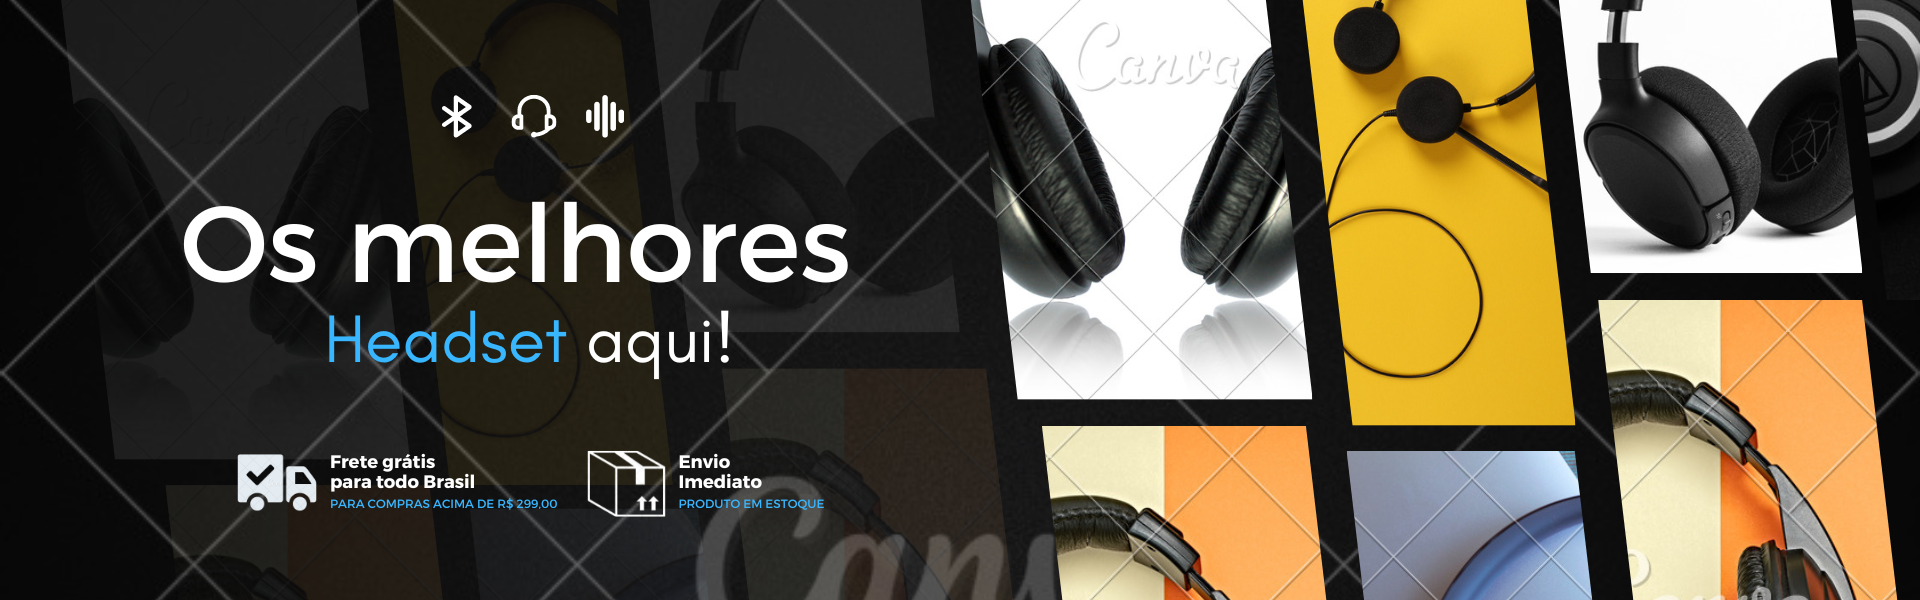 Canva
Os melhores
Headset aqui!
Frete grátis
para todo Brasil
PARA COMPRAS ACIMA DE R$ 299,00
Envio
Imediato
PRODUTO EM ESTOQUE